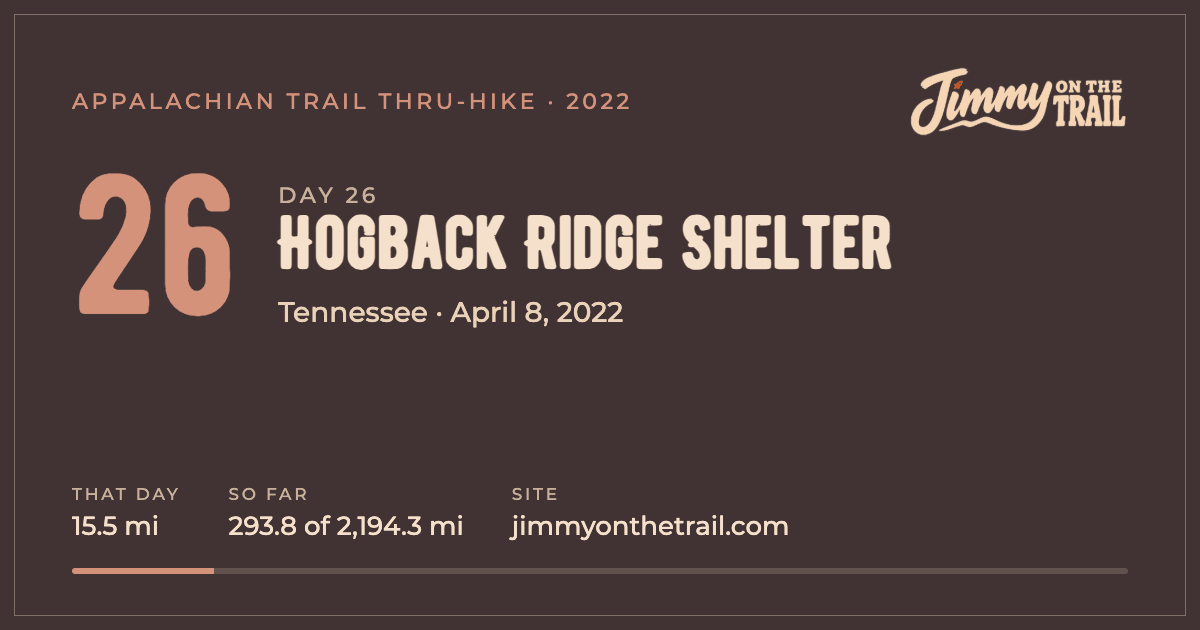 APPALACHIAN TRAIL THRU-HIKE · 2022
Jimmy ON THE TRAIL
26
DAY 26
HOGBACK RIDGE SHELTER
Tennessee · April 8, 2022
THAT DAY
15.5 mi
SO FAR
293.8 of 2,194.3 mi
SITE
jimmyonthetrail.com